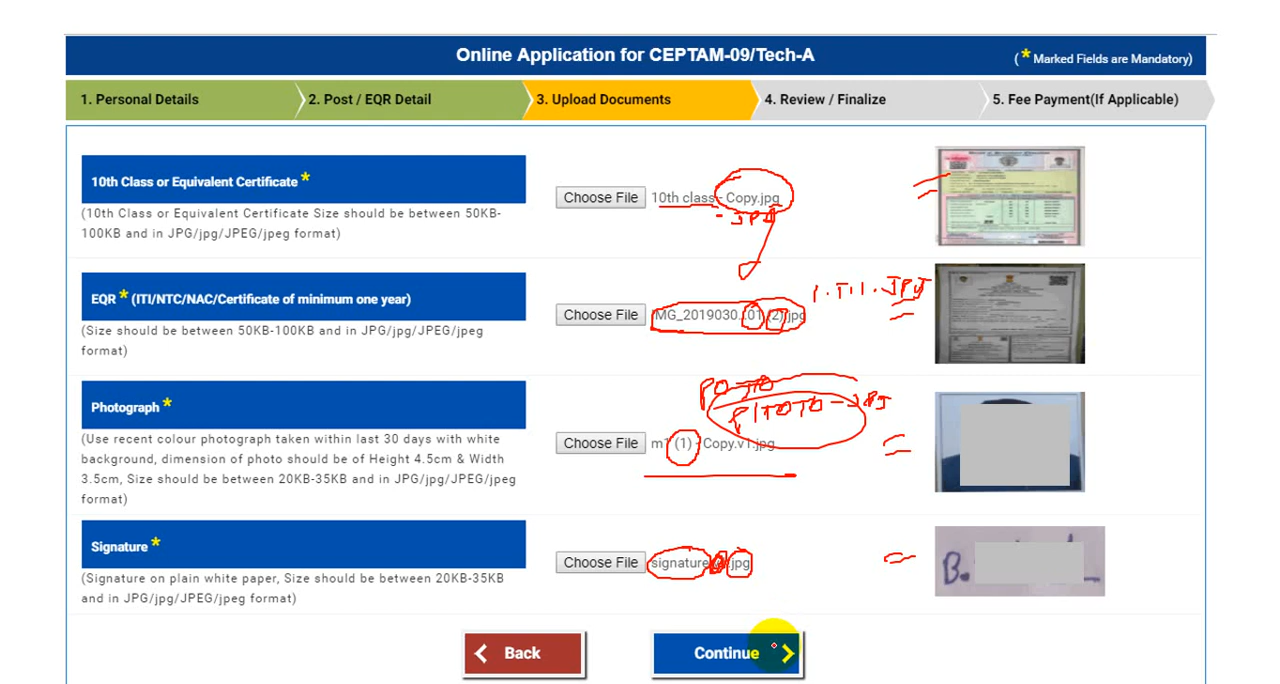 Online Application for CEPTAM-09/Tech-A
(* Marked Fields are Mandatory)
1. Personal Details
2. Post / EQR Detail
3. Upload Documents
4. Review / Finalize
5. Fee Payment(If Applicable)
10th Class or Equivalent Certificate *
(10th Class or Equivalent Certificate Size should be between 50KB-
100KB and in JPG/jpg/JPEG/jpeg format)
Choose File 10th class - Copy.jpg
EQR * (ITI/NTC/NAC/Certificate of minimum one year)
(Size should be between 50KB-100KB and in JPG/jpg/JPEG/jpeg
format)
Choose File IMG_2019030...01 (2).jpg
Photograph *
(Use recent colour photograph taken within last 30 days with white
background, dimension of photo should be of Height 4.5cm & Width
3.5cm, Size should be between 20KB-35KB and in JPG/jpg/JPEG/jpeg
format)
Choose File m1 (1) - Copy.v1.jpg
Signature *
(Signature on plain white paper, Size should be between 20KB-35KB
and in JPG/jpg/JPEG/jpeg format)
Choose File signature .jpg
B.
Back
Continue